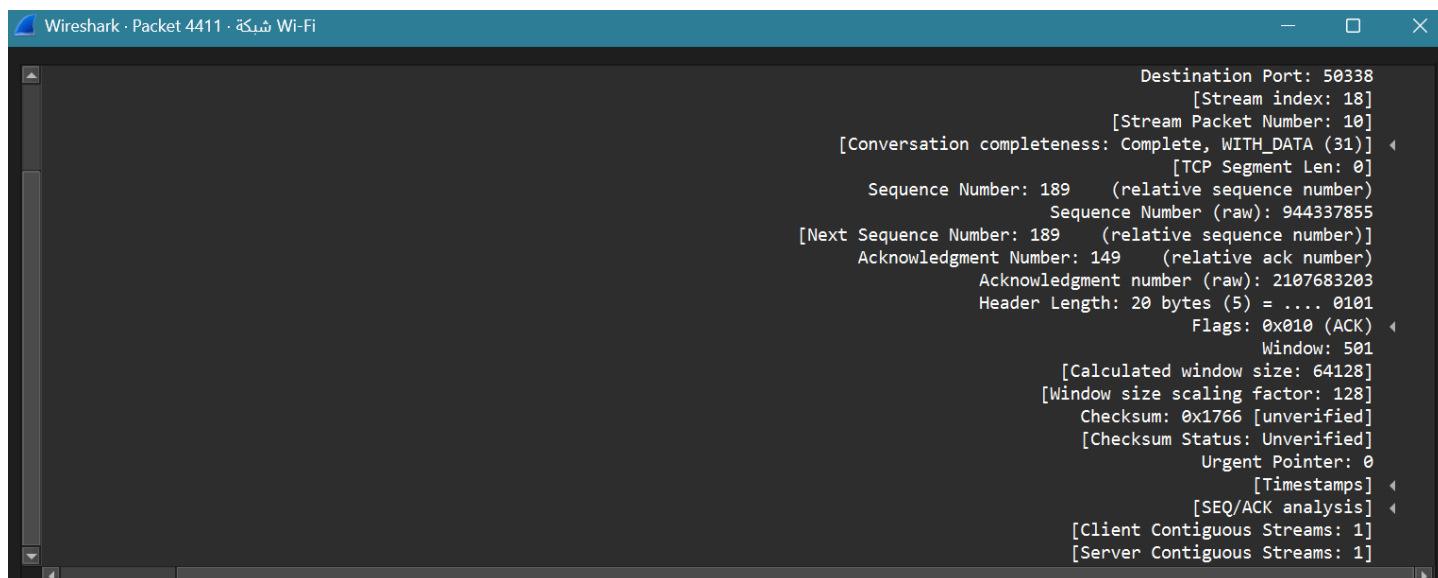 Wireshark · Packet 4411 · شبكة Wi-Fi
Destination Port: 50338
[Stream index: 18]
[Stream Packet Number: 10]
[Conversation completeness: Complete, WITH_DATA (31)]
[TCP Segment Len: 0]
Sequence Number: 189    (relative sequence number)
Sequence Number (raw): 944337855
[Next Sequence Number: 189    (relative sequence number)]
Acknowledgment Number: 149    (relative ack number)
Acknowledgment number (raw): 2107683203
Header Length: 20 bytes (5) = .... 0101
Flags: 0x010 (ACK)
Window: 501
[Calculated window size: 64128]
[Window size scaling factor: 128]
Checksum: 0x1766 [unverified]
[Checksum Status: Unverified]
Urgent Pointer: 0
[Timestamps]
[SEQ/ACK analysis]
[Client Contiguous Streams: 1]
[Server Contiguous Streams: 1]